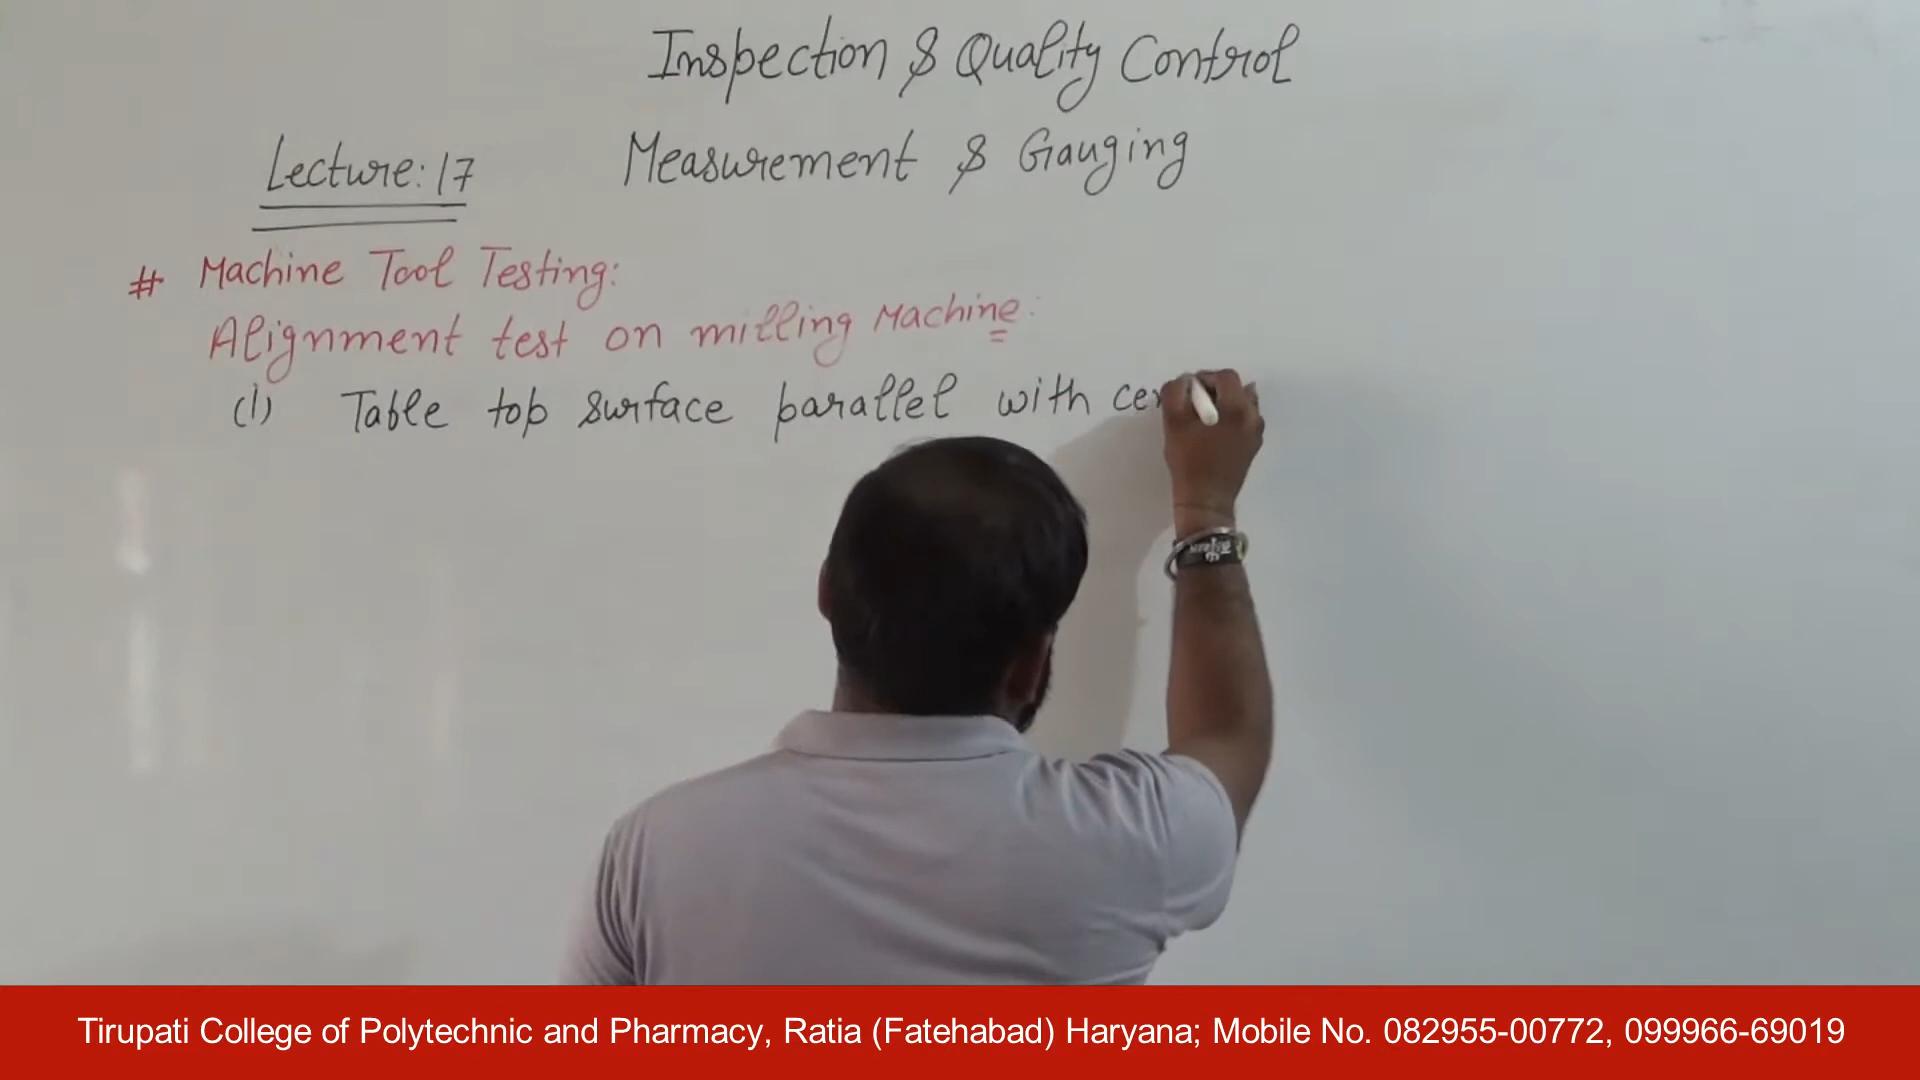 Inspection & Quality Control
Measurement & Gauging
Lecture: 17
# Machine Tool Testing:
Alignment test on milling Machine:
(1) Table top surface parallel with
Tirupati College of Polytechnic and Pharmacy, Ratia (Fatehabad) Haryana; Mobile No. 082955-00772, 099966-69019